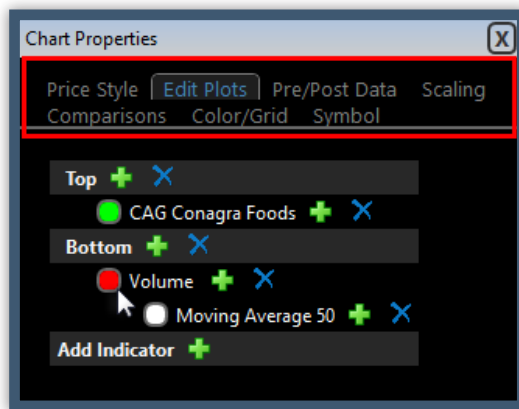 Chart Properties X
Price Style Edit Plots Pre/Post Data Scaling
Comparisons Color/Grid Symbol
Top
CAG Conagra Foods
Bottom
Volume
Moving Average 50
Add Indicator